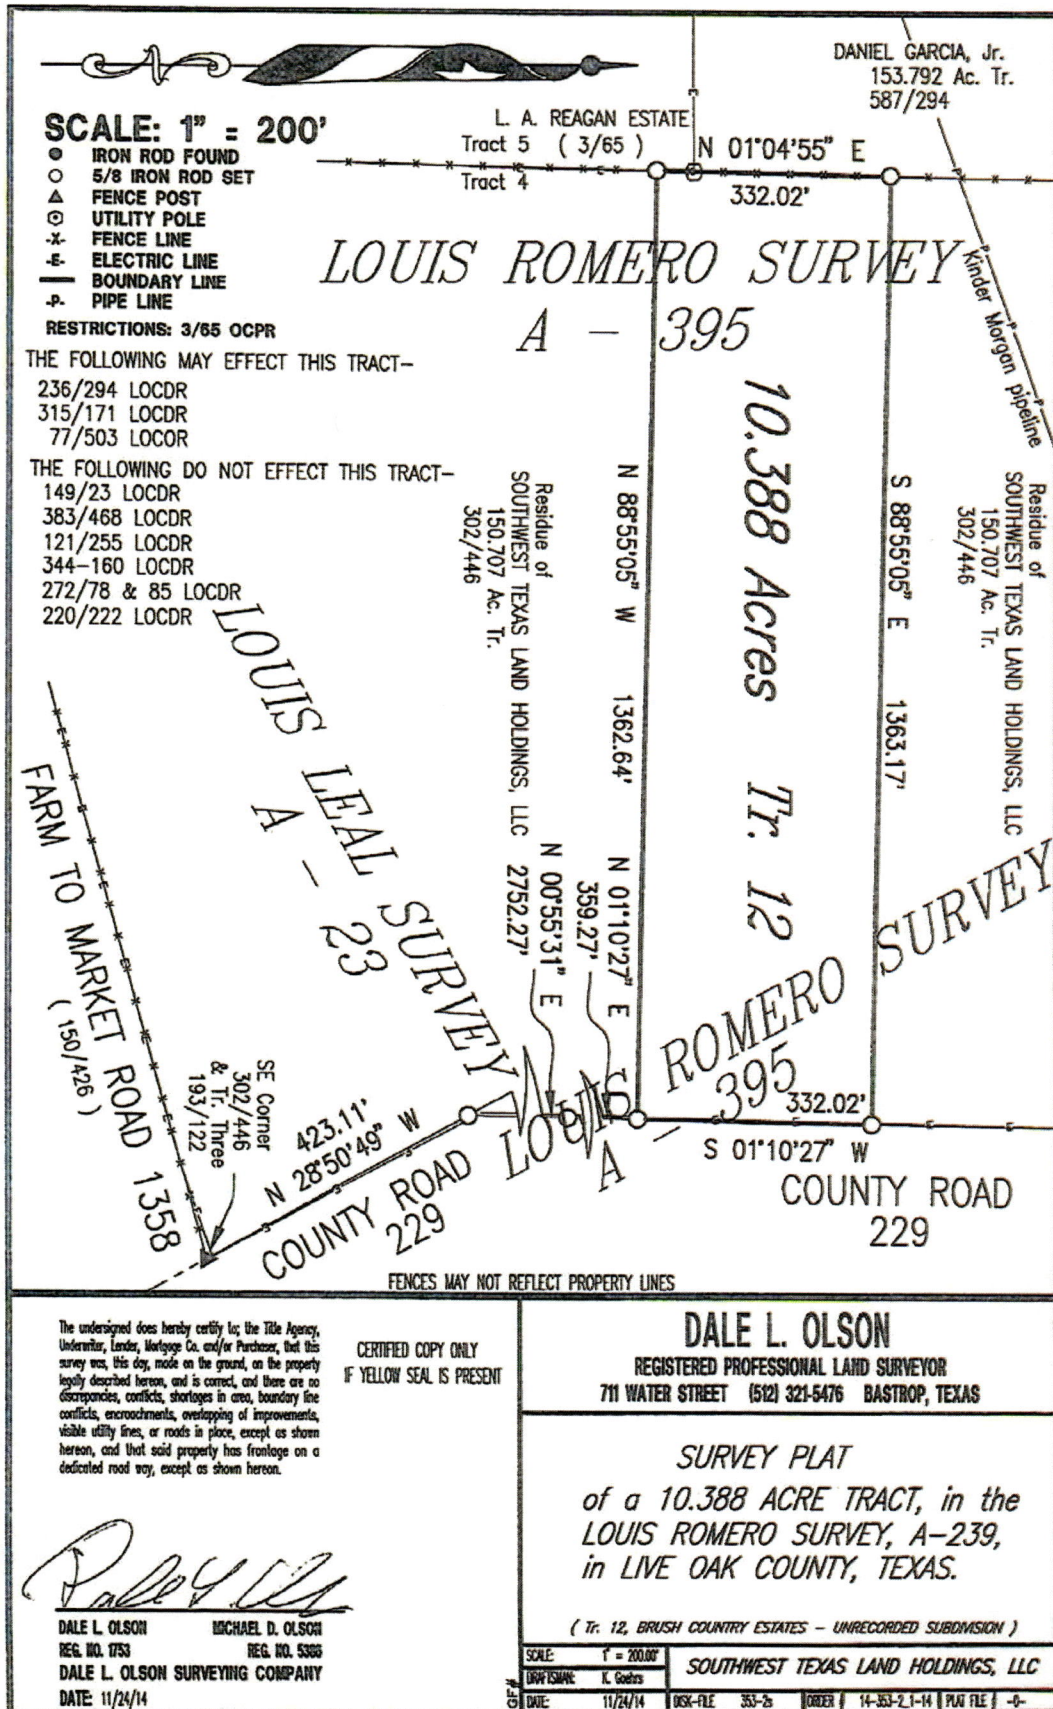 SCALE: 1" = 200'
IRON ROD FOUND
5/8 IRON ROD SET
FENCE POST
UTILITY POLE
-X- FENCE LINE
-E- ELECTRIC LINE
BOUNDARY LINE
-P- PIPE LINE
RESTRICTIONS: 3/65 OCPR
THE FOLLOWING MAY EFFECT THIS TRACT-
236/294 LOCDR
315/171 LOCDR
77/503 LOCOR
THE FOLLOWING DO NOT EFFECT THIS TRACT-
149/23 LOCDR
383/468 LOCDR
121/255 LOCDR
344-160 LOCDR
272/78 & 85 LOCDR
220/222 LOCDR
L. A. REAGAN ESTATE
Tract 5 ( 3/65 )
Tract 4
DANIEL GARCIA, Jr.
153.792 Ac. Tr.
587/294
N 01°04'55" E
332.02'
LOUIS ROMERO SURVEY
A - 395
Kinder Morgan pipeline
10.388 Acres Tr. 12
Residue of
SOUTHWEST TEXAS LAND HOLDINGS, LLC
150.707 Ac. Tr.
302/446
N 88°55'05" W 1362.64'
S 88°55'05" E 1363.17'
Residue of
SOUTHWEST TEXAS LAND HOLDINGS, LLC
150.707 Ac. Tr.
302/446
LOUIS LEAL SURVEY
A - 23
N 00°55'31" E
2752.27'
N 01°10'27" E
359.27'
FARM TO MARKET ROAD 1358
( 150/426 )
SE Corner
302/446
& Tr. Three
193/122
423.11'
N 28°50'49" W
COUNTY ROAD
229
LOUIS ROMERO SURVEY
A - 395
332.02'
S 01°10'27" W
COUNTY ROAD
229
FENCES MAY NOT REFLECT PROPERTY LINES
The undersigned does hereby certify to; the Title Agency,
Underwriter, Lender, Mortgage Co. and/or Purchaser, that this
survey was, this day, made on the ground, on the property
legally described hereon, and is correct, and there are no
discrepancies, conflicts, shortages in area, boundary line
conflicts, encroachments, overlapping of improvements,
visible utility lines, or roads in place, except as shown
hereon, and that said property has frontage on a
dedicated road way, except as shown hereon.
CERTIFIED COPY ONLY
IF YELLOW SEAL IS PRESENT
DALE L. OLSON MICHAEL D. OLSON
REG. NO. 1753 REG. NO. 5386
DALE L. OLSON SURVEYING COMPANY
DATE: 11/24/14
DALE L. OLSON
REGISTERED PROFESSIONAL LAND SURVEYOR
711 WATER STREET (512) 321-5476 BASTROP, TEXAS
SURVEY PLAT
of a 10.388 ACRE TRACT, in the
LOUIS ROMERO SURVEY, A-239,
in LIVE OAK COUNTY, TEXAS.
( Tr. 12, BRUSH COUNTRY ESTATES - UNRECORDED SUBDIVISION )
SCALE: 1" = 200.00'
DRAFTSMAN: K. Goehrs
SOUTHWEST TEXAS LAND HOLDINGS, LLC
GF#
DATE: 11/24/14 DISK-FILE 353-2s ORDER # 14-353-2_1-14 PLAT FILE # -0-